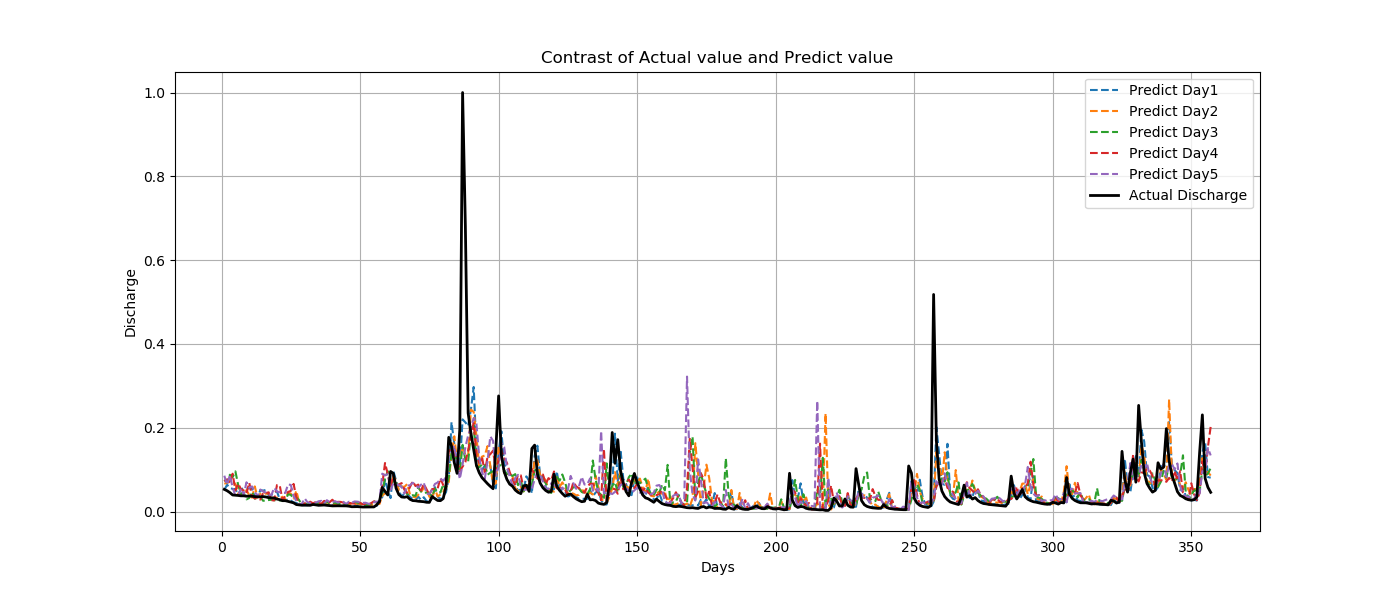 Contrast of Actual value and Predict value
Predict Day1
Predict Day2
Predict Day3
Predict Day4
Predict Day5
Actual Discharge
1.0
0.8
0.6
0.4
0.2
0.0
Discharge
0 50 100 150 200 250 300 350
Days